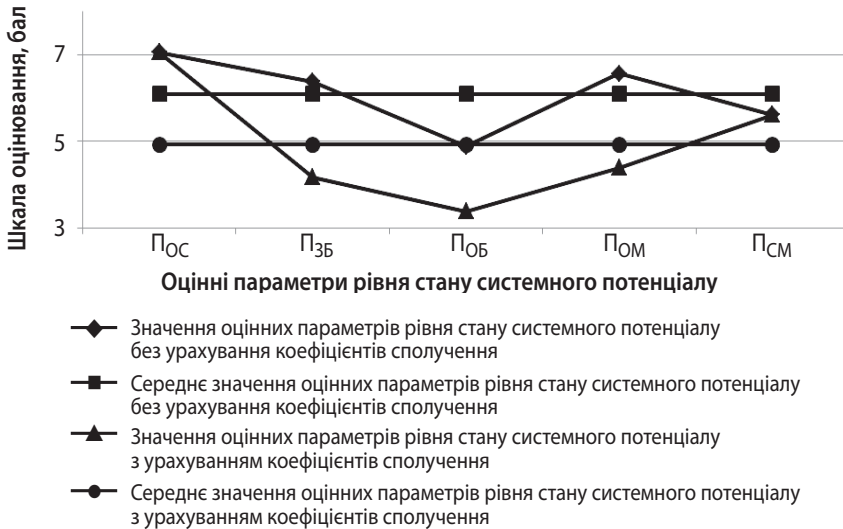 Шкала оцінювання, бал
7
5
3
П_ОС П_ЗБ П_ОБ П_ОМ П_СМ
Оцінні параметри рівня стану системного потенціалу
Значення оцінних параметрів рівня стану системного потенціалу
без урахування коефіцієнтів сполучення
Середнє значення оцінних параметрів рівня стану системного потенціалу
без урахування коефіцієнтів сполучення
Значення оцінних параметрів рівня стану системного потенціалу
з урахуванням коефіцієнтів сполучення
Середнє значення оцінних параметрів рівня стану системного потенціалу
з урахуванням коефіцієнтів сполучення